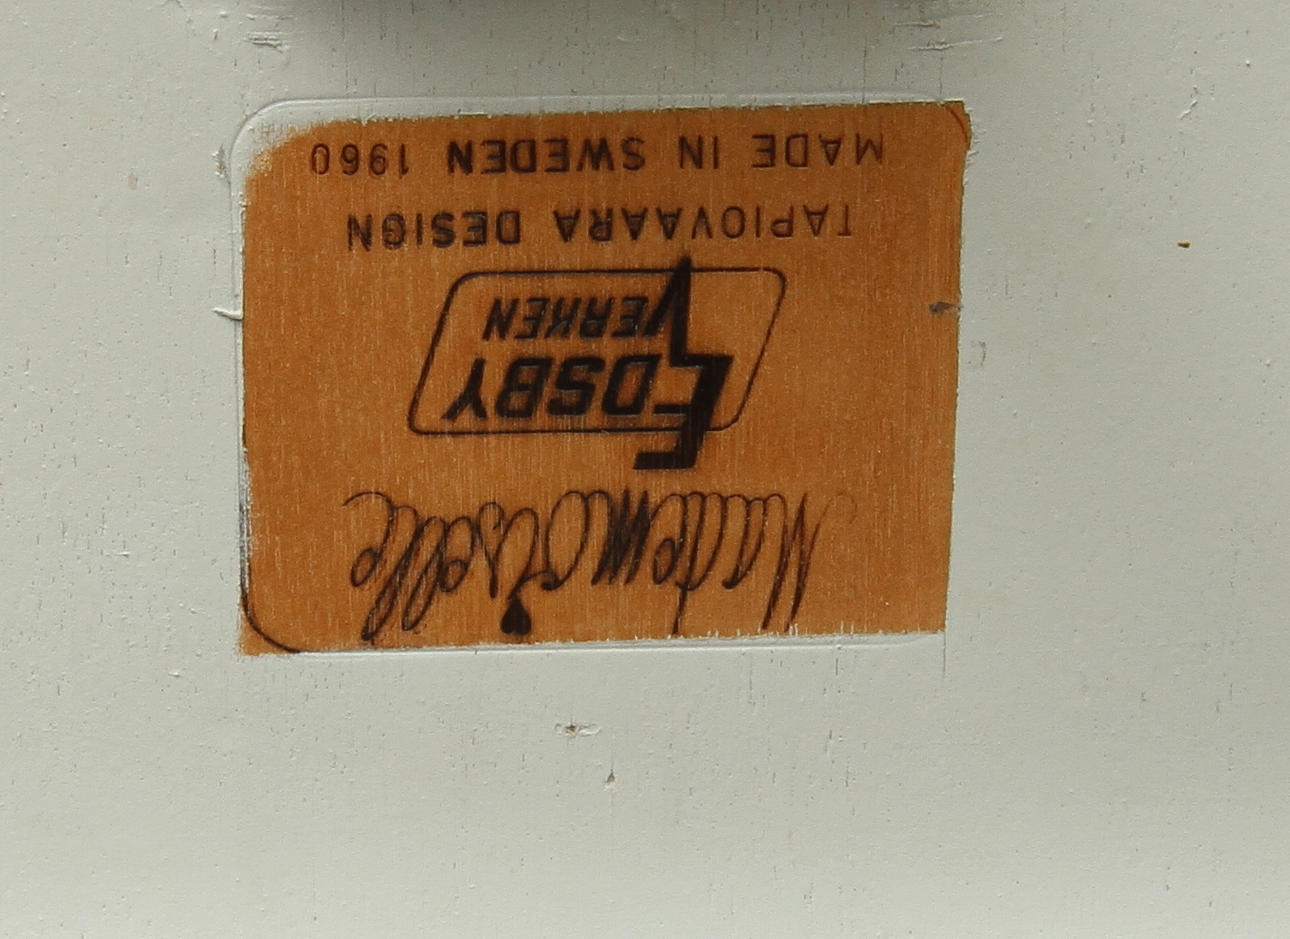 Mademoiselle
EDSBY
VERKEN
TAPIOVAARA DESIGN
MADE IN SWEDEN 1960